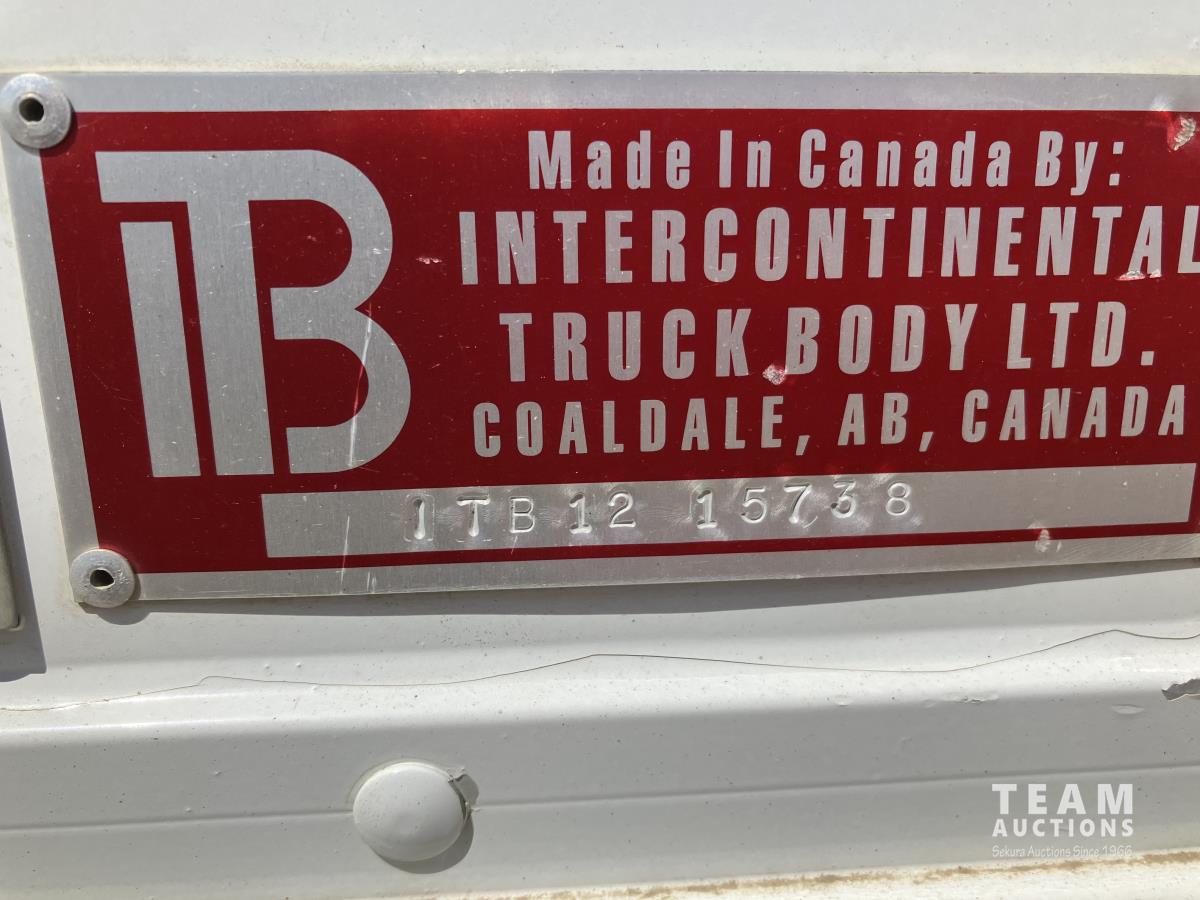 ITB
Made In Canada By:
INTERCONTINENTAL
TRUCK BODY LTD.
COALDALE, AB, CANADA
ITB 12 15738
TEAM
AUCTIONS
Sekura Auctions Since 1966